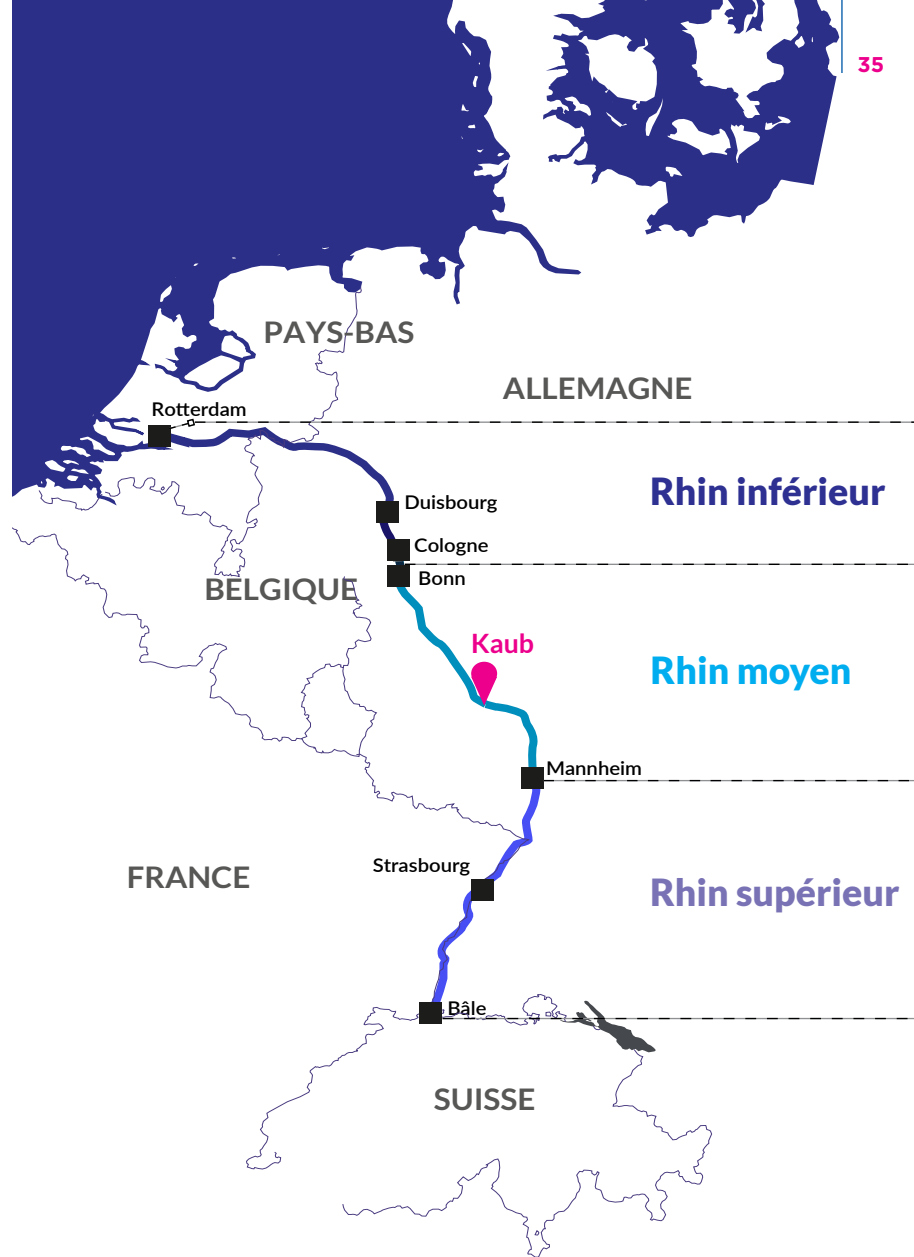 35
PAYS-BAS
ALLEMAGNE
Rotterdam
Rhin inférieur
Duisbourg
Cologne
Bonn
BELGIQUE
Kaub
Rhin moyen
Mannheim
Strasbourg
FRANCE
Rhin supérieur
Bâle
SUISSE